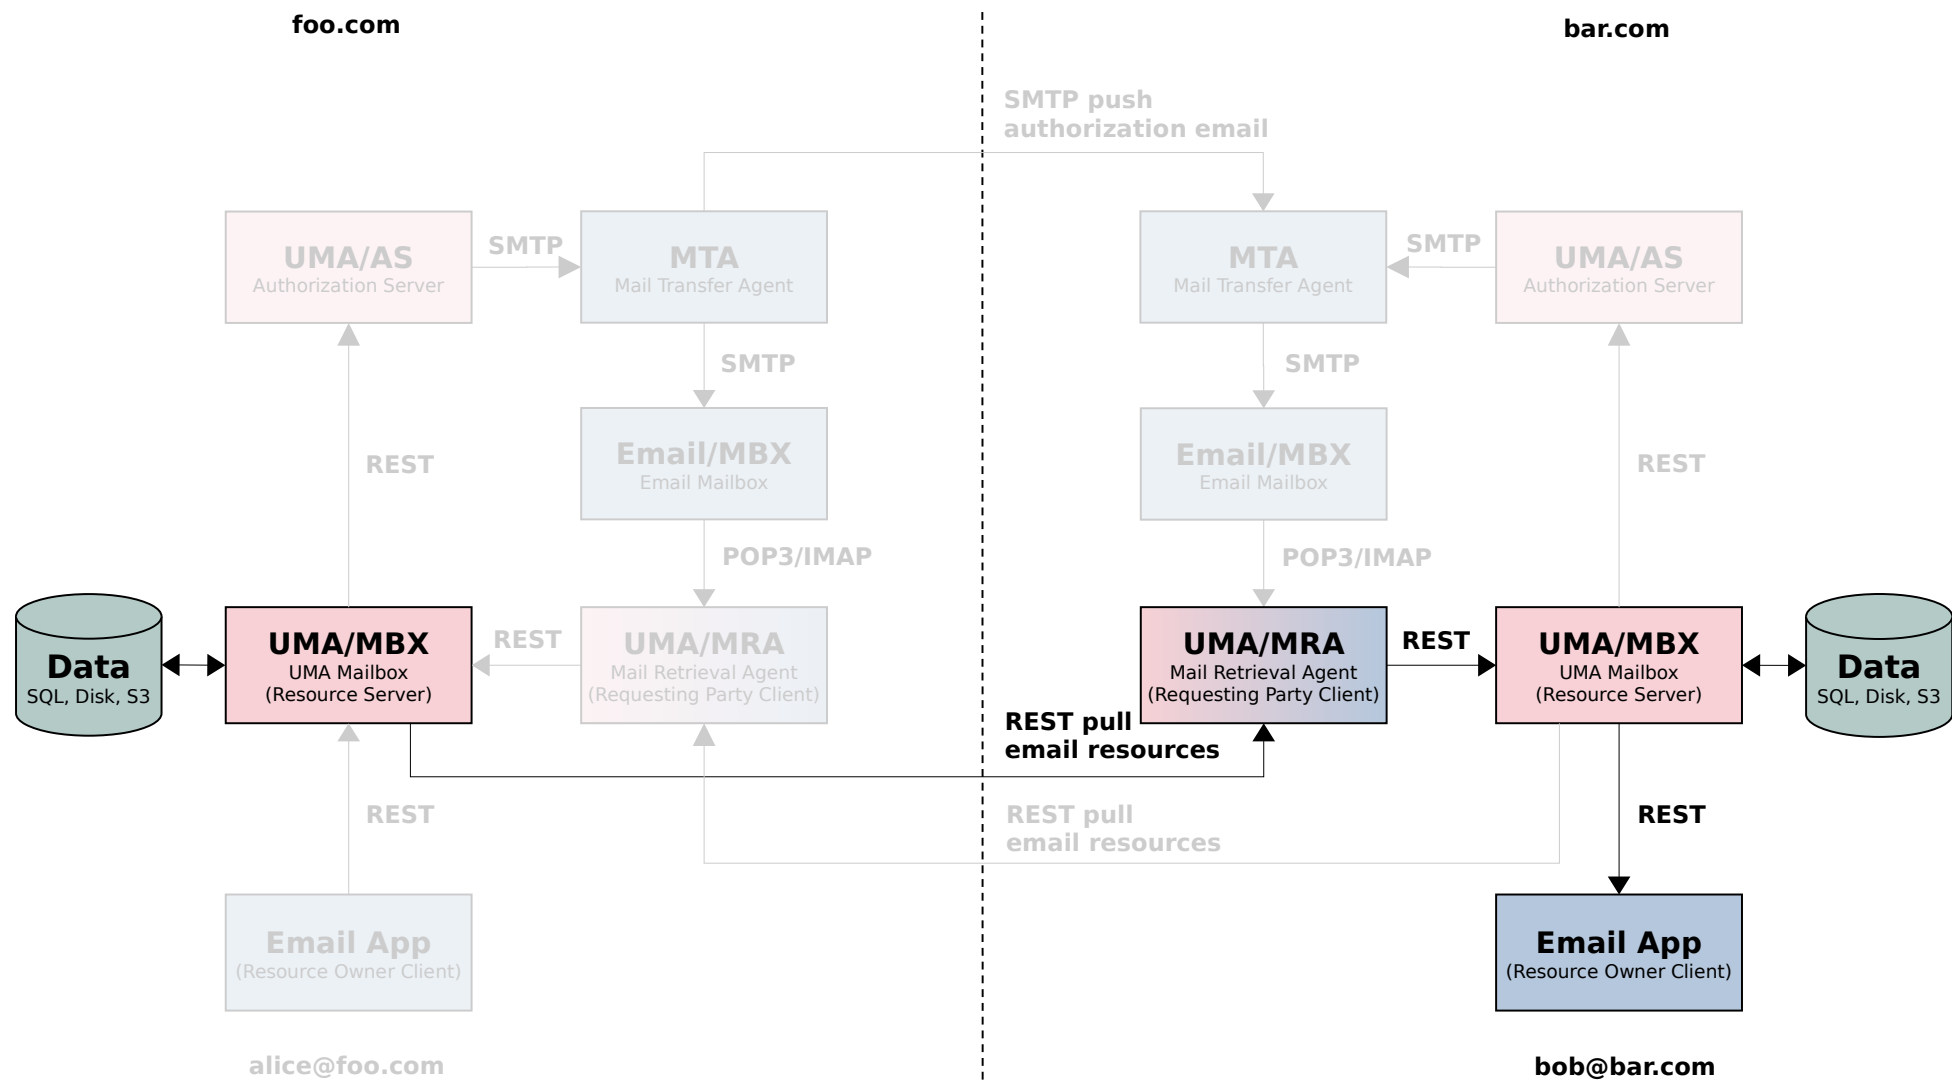 foo.com
bar.com
SMTP push
authorization email
UMA/AS
Authorization Server
SMTP
MTA
Mail Transfer Agent
MTA
Mail Transfer Agent
SMTP
UMA/AS
Authorization Server
SMTP
SMTP
REST
Email/MBX
Email Mailbox
Email/MBX
Email Mailbox
REST
POP3/IMAP
POP3/IMAP
Data
SQL, Disk, S3
UMA/MBX
UMA Mailbox
(Resource Server)
REST
UMA/MRA
Mail Retrieval Agent
(Requesting Party Client)
UMA/MRA
Mail Retrieval Agent
(Requesting Party Client)
REST
UMA/MBX
UMA Mailbox
(Resource Server)
Data
SQL, Disk, S3
REST pull
email resources
REST
REST pull
email resources
REST
Email App
(Resource Owner Client)
Email App
(Resource Owner Client)
alice@foo.com
bob@bar.com